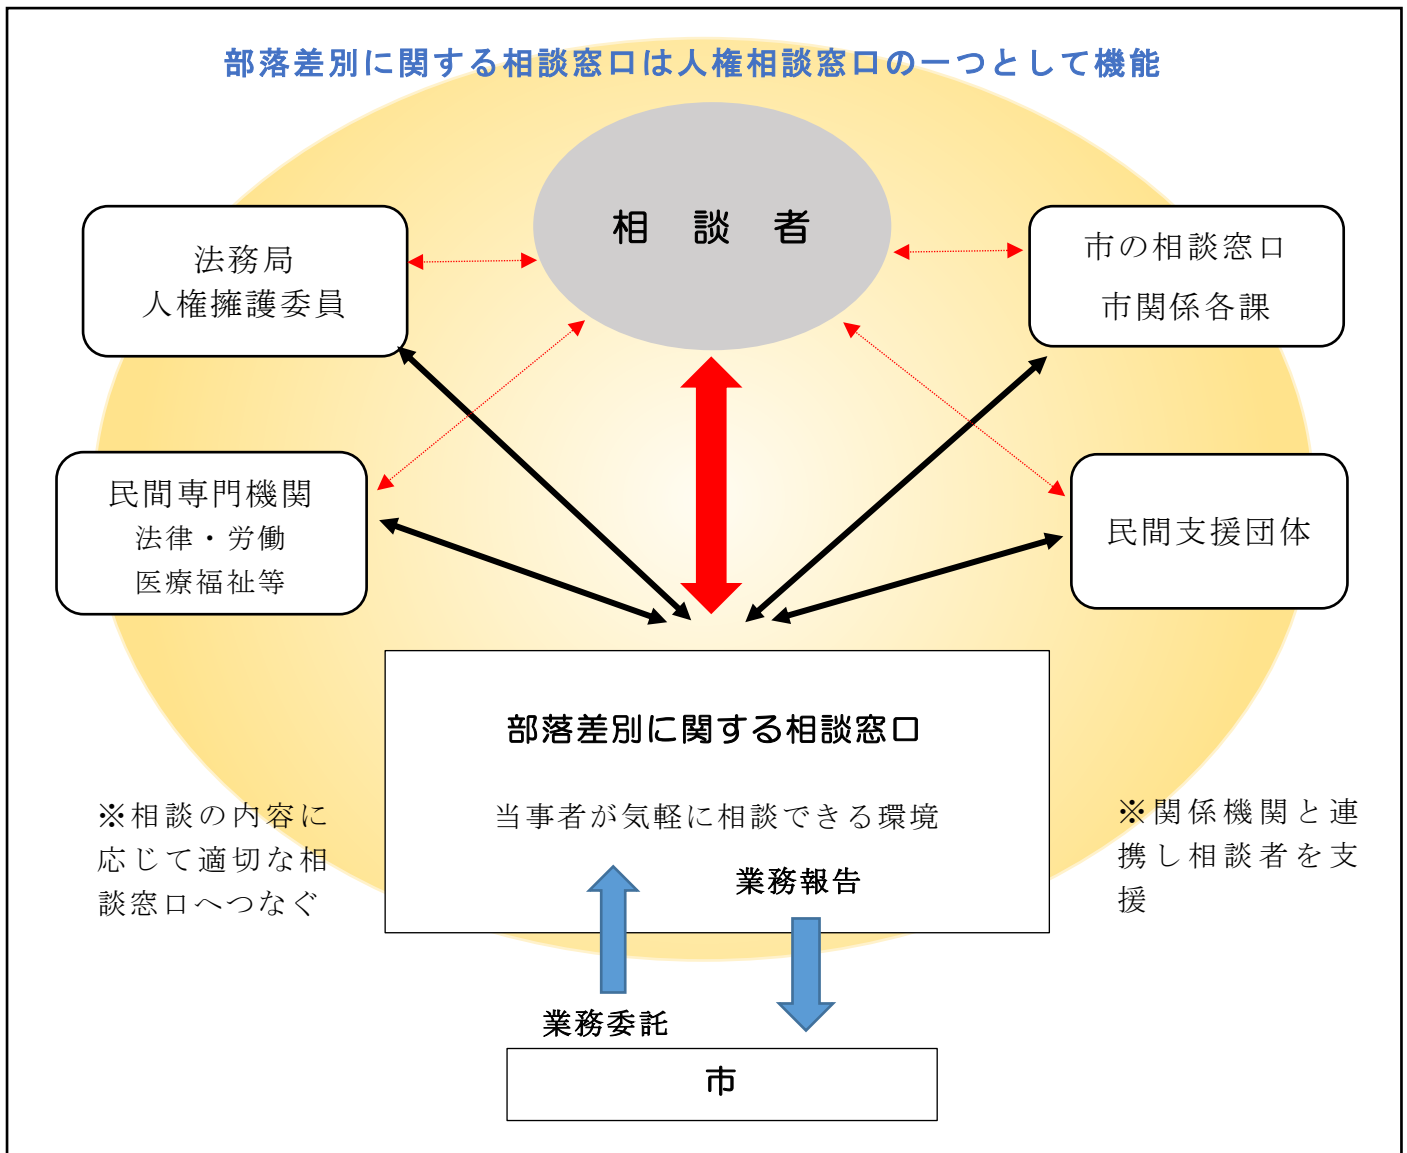 部落差別に関する相談窓口は人権相談窓口の一つとして機能
相談者
法務局
人権擁護委員
市の相談窓口
市関係各課
民間専門機関
法律・労働
医療福祉等
民間支援団体
部落差別に関する相談窓口
当事者が気軽に相談できる環境
※相談の内容に
応じて適切な相
談窓口へつなぐ
※関係機関と連
携し相談者を支
援
業務報告
業務委託
市